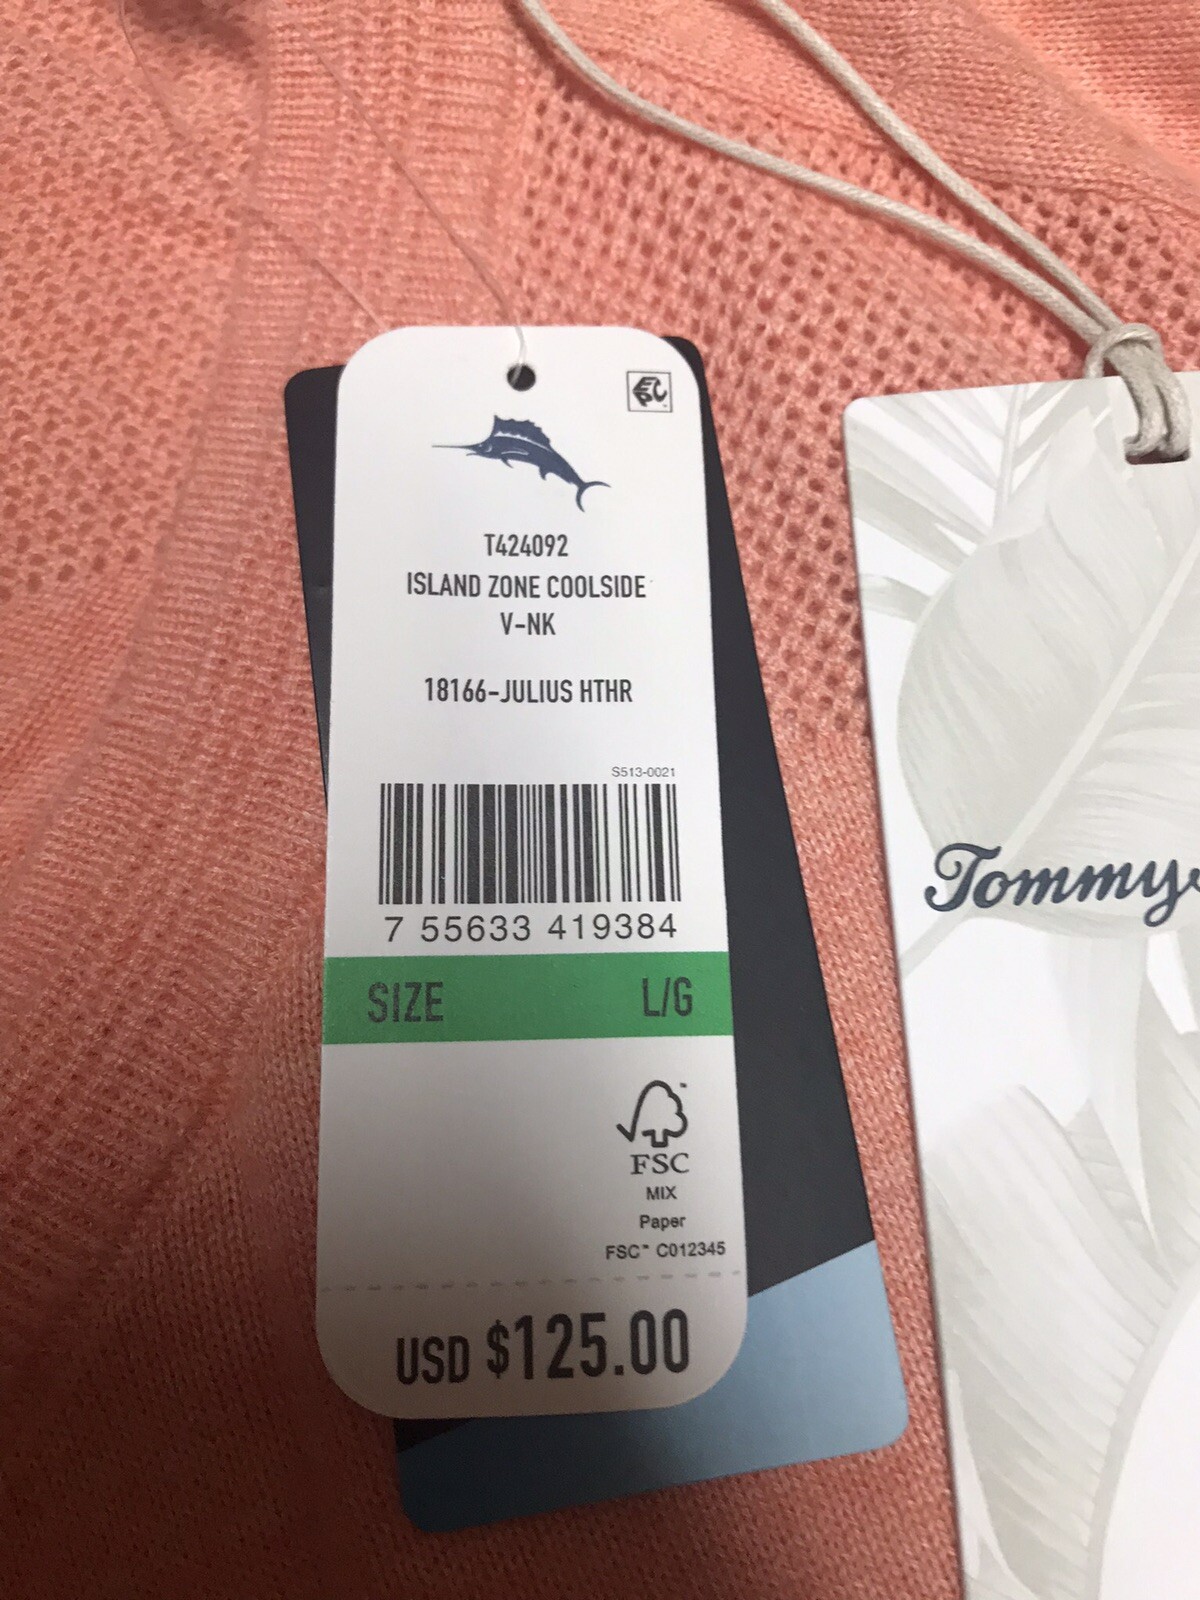 EPC
T424092
ISLAND ZONE COOLSIDE
V-NK
18166-JULIUS HTHR
S513-0021
7 55633 419384
SIZE L/G
FSC
MIX
Paper
FSC™ C012345
USD $125.00
Tommy